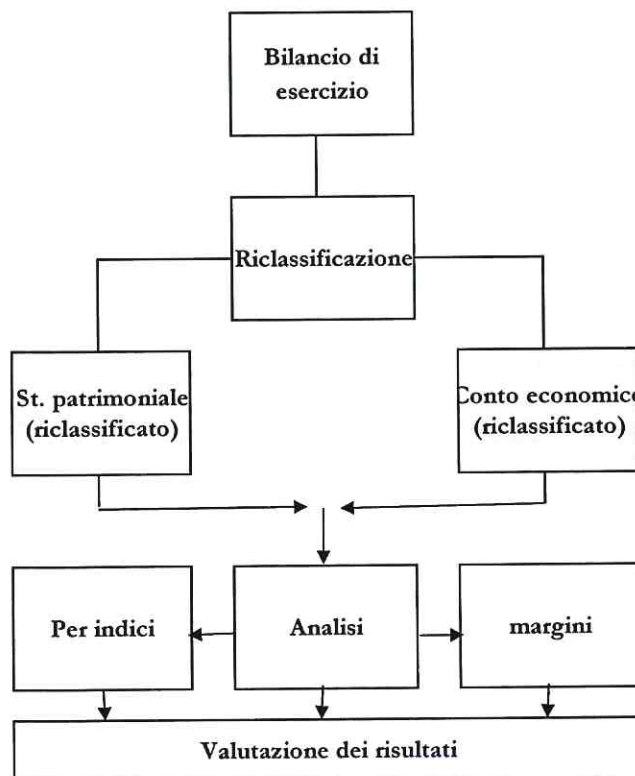 Bilancio di
esercizio
Riclassificazione
St. patrimoniale
(riclassificato)
Conto economico
(riclassificato)
Per indici
Analisi
margini
Valutazione dei risultati